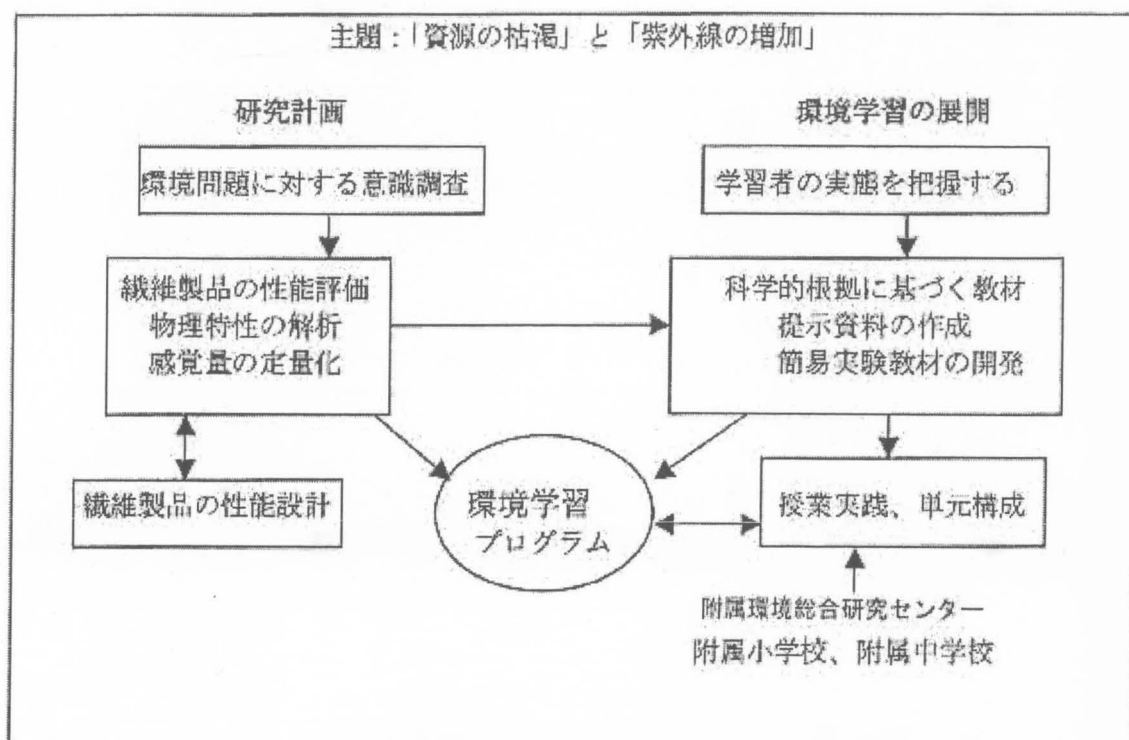 主題：「資源の枯渇」と「紫外線の増加」
研究計画
環境問題に対する意識調査
繊維製品の性能評価
物理特性の解析
感覚量の定量化
繊維製品の性能設計
環境学習の展開
学習者の実態を把握する
科学的根拠に基づく教材
提示資料の作成
簡易実験教材の開発
環境学習
プログラム
授業実践、単元構成
附属環境総合研究センター
附属小学校、附属中学校